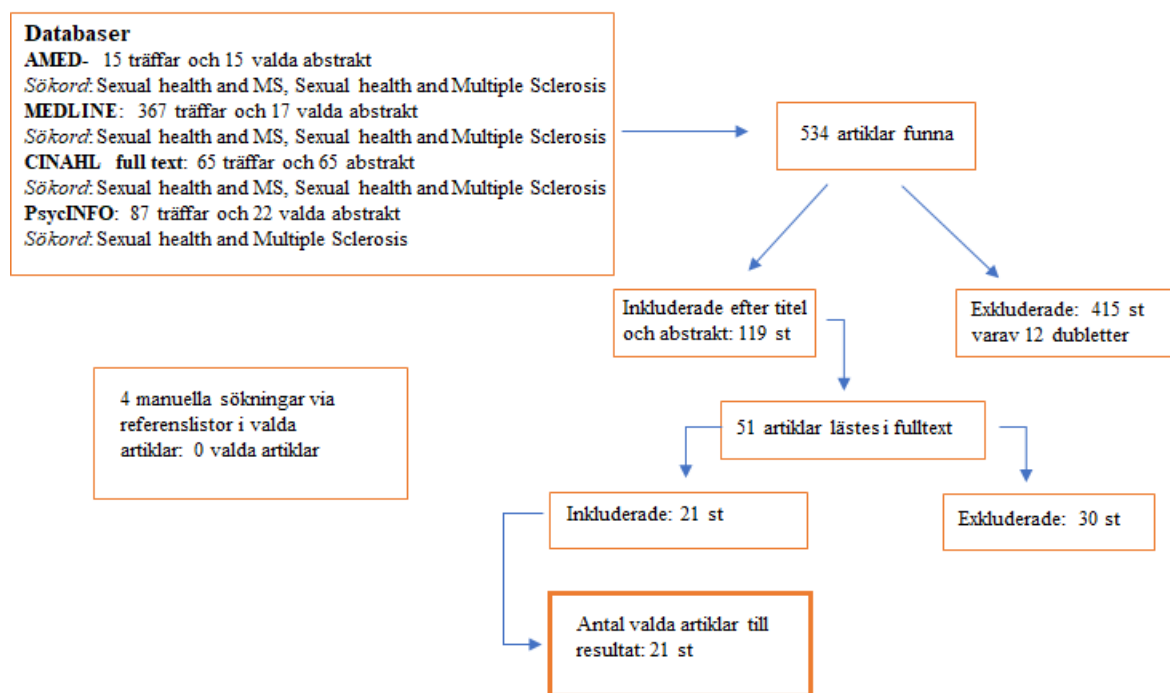 Databaser
AMED- 15 träffar och 15 valda abstrakt
Sökord: Sexual health and MS, Sexual health and Multiple Sclerosis
MEDLINE: 367 träffar och 17 valda abstrakt
Sökord: Sexual health and MS, Sexual health and Multiple Sclerosis
CINAHL full text: 65 träffar och 65 abstrakt
Sökord: Sexual health and MS, Sexual health and Multiple Sclerosis
PsycINFO: 87 träffar och 22 valda abstrakt
Sökord: Sexual health and Multiple Sclerosis
534 artiklar funna
Inkluderade efter titel
och abstrakt: 119 st
Exkluderade: 415 st
varav 12 dubletter
4 manuella sökningar via
referenslistor i valda
artiklar: 0 valda artiklar
51 artiklar lästes i fulltext
Inkluderade: 21 st
Exkluderade: 30 st
Antal valda artiklar till
resultat: 21 st